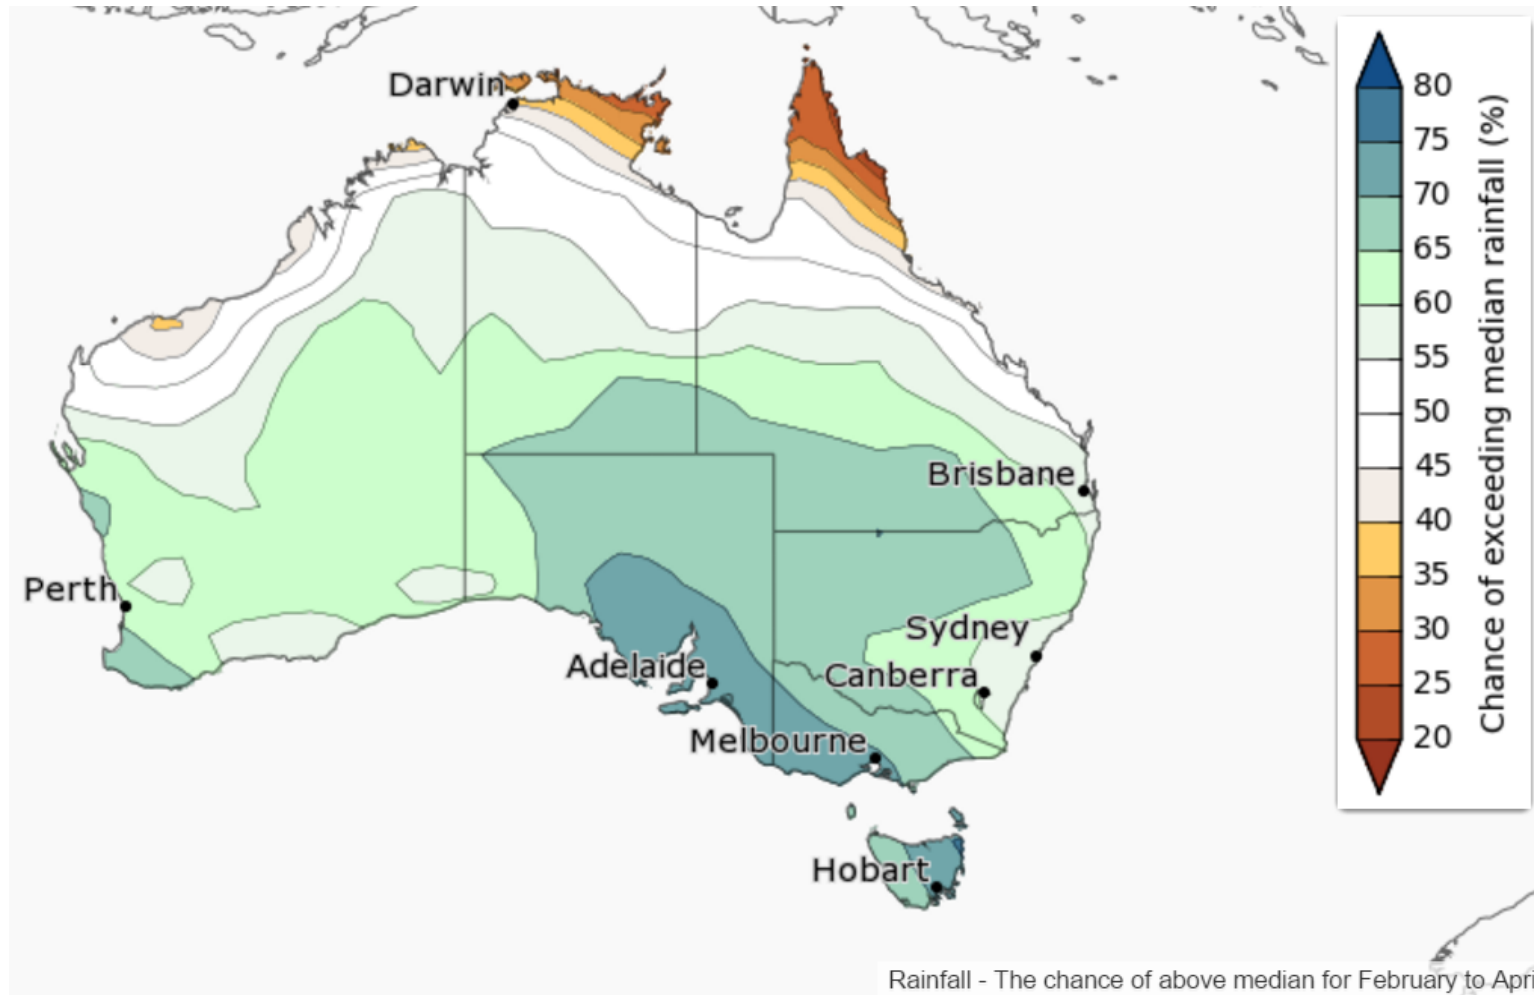 Darwin
80
75
70
65
60
55
50
45
40
35
30
25
20
Chance of exceeding median rainfall (%)
Brisbane
Perth
Sydney
Adelaide
Canberra
Melbourne
Hobart
Rainfall - The chance of above median for February to Apri